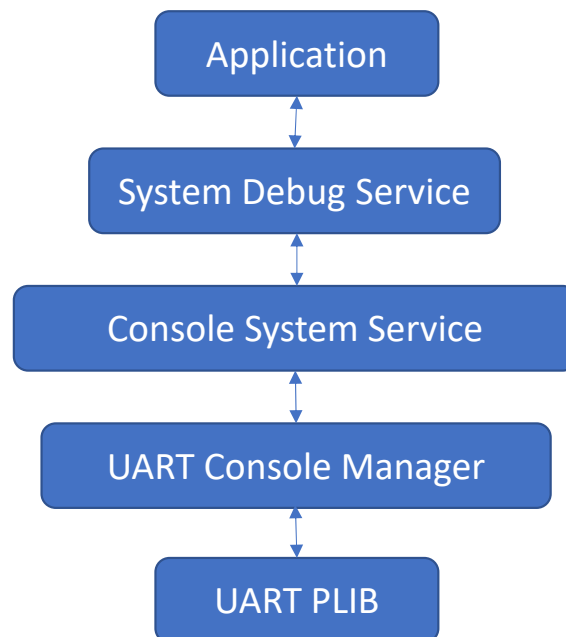 Application
System Debug Service
Console System Service
UART Console Manager
UART PLIB